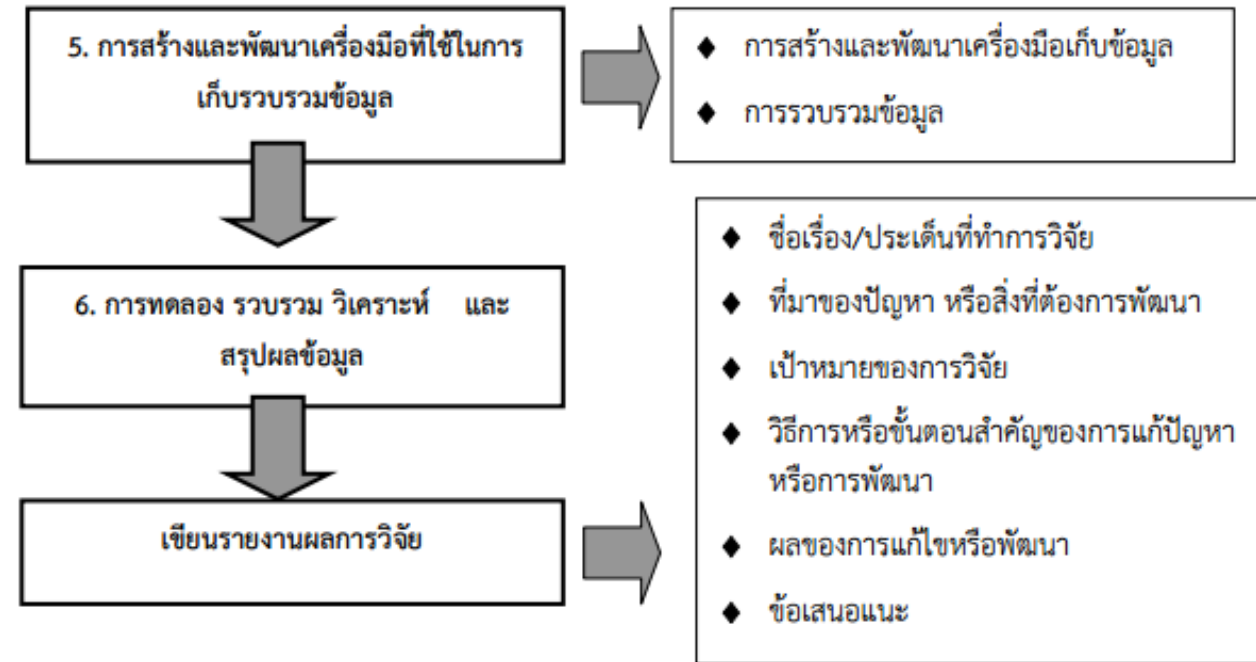 5. การสร้างและพัฒนาเครื่องมือที่ใช้ในการ
เก็บรวบรวมข้อมูล
♦ การสร้างและพัฒนาเครื่องมือเก็บข้อมูล
♦ การรวบรวมข้อมูล
6. การทดลอง รวบรวม วิเคราะห์ และ
สรุปผลข้อมูล
เขียนรายงานผลการวิจัย
♦ ชื่อเรื่อง/ประเด็นที่ทำการวิจัย
♦ ที่มาของปัญหา หรือสิ่งที่ต้องการพัฒนา
♦ เป้าหมายของการวิจัย
♦ วิธีการหรือขั้นตอนสำคัญของการแก้ปัญหา
หรือการพัฒนา
♦ ผลของการแก้ไขหรือพัฒนา
♦ ข้อเสนอแนะ